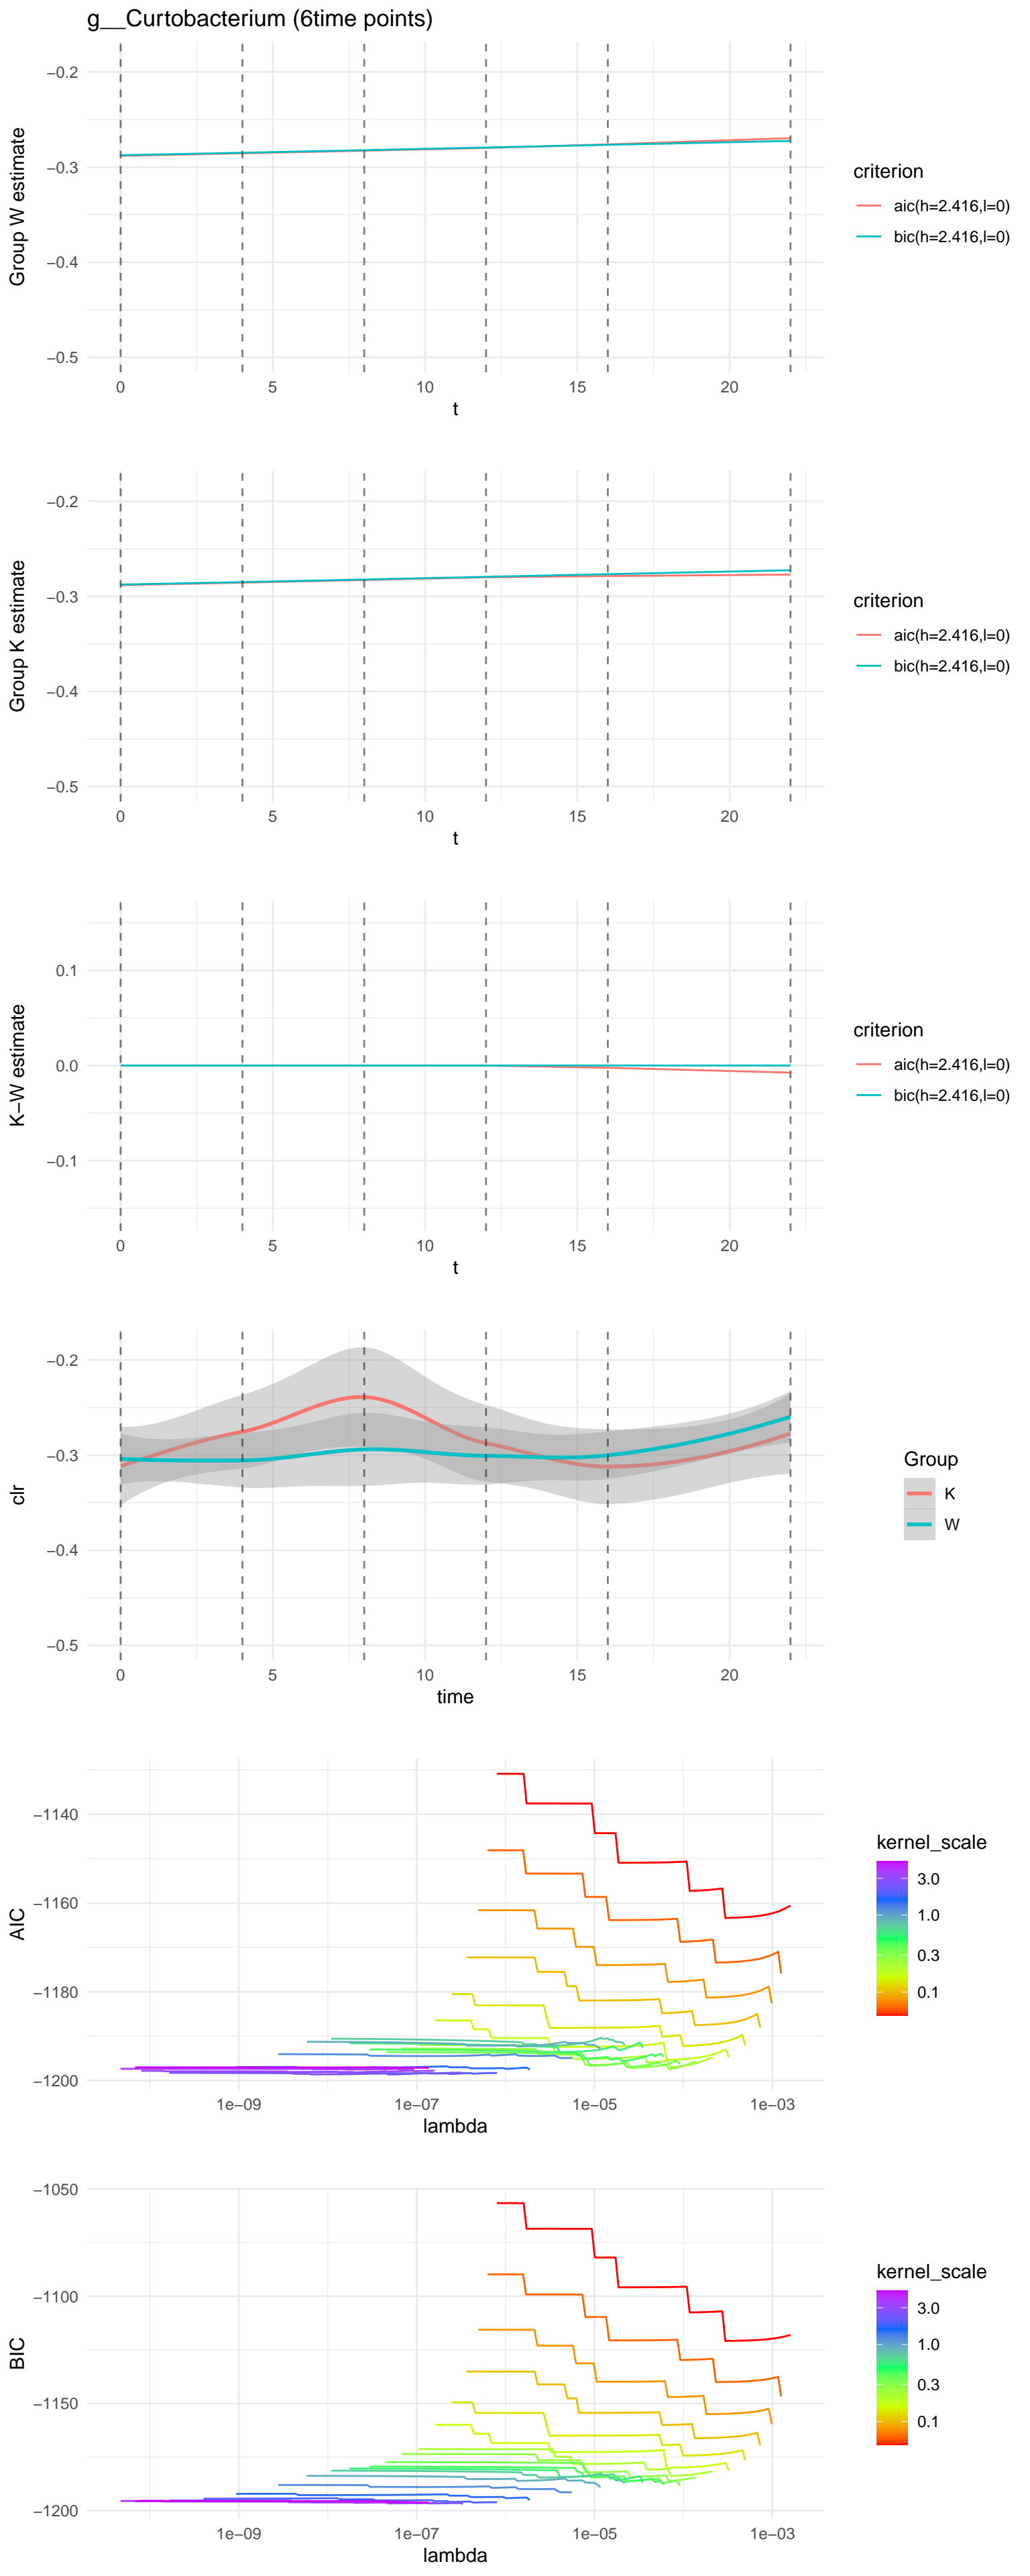 g__Curtobacterium (6time points)
Group W estimate
−0.2
−0.3
−0.4
−0.5
0 5 10 15 20
t
criterion
aic(h=2.416,l=0)
bic(h=2.416,l=0)
Group K estimate
−0.2
−0.3
−0.4
−0.5
0 5 10 15 20
t
criterion
aic(h=2.416,l=0)
bic(h=2.416,l=0)
K−W estimate
0.1
0.0
−0.1
0 5 10 15 20
t
criterion
aic(h=2.416,l=0)
bic(h=2.416,l=0)
clr
−0.2
−0.3
−0.4
−0.5
0 5 10 15 20
time
Group
K
W
AIC
−1140
−1160
−1180
−1200
1e−09 1e−07 1e−05 1e−03
lambda
kernel_scale
3.0
1.0
0.3
0.1
BIC
−1050
−1100
−1150
−1200
1e−09 1e−07 1e−05 1e−03
lambda
kernel_scale
3.0
1.0
0.3
0.1